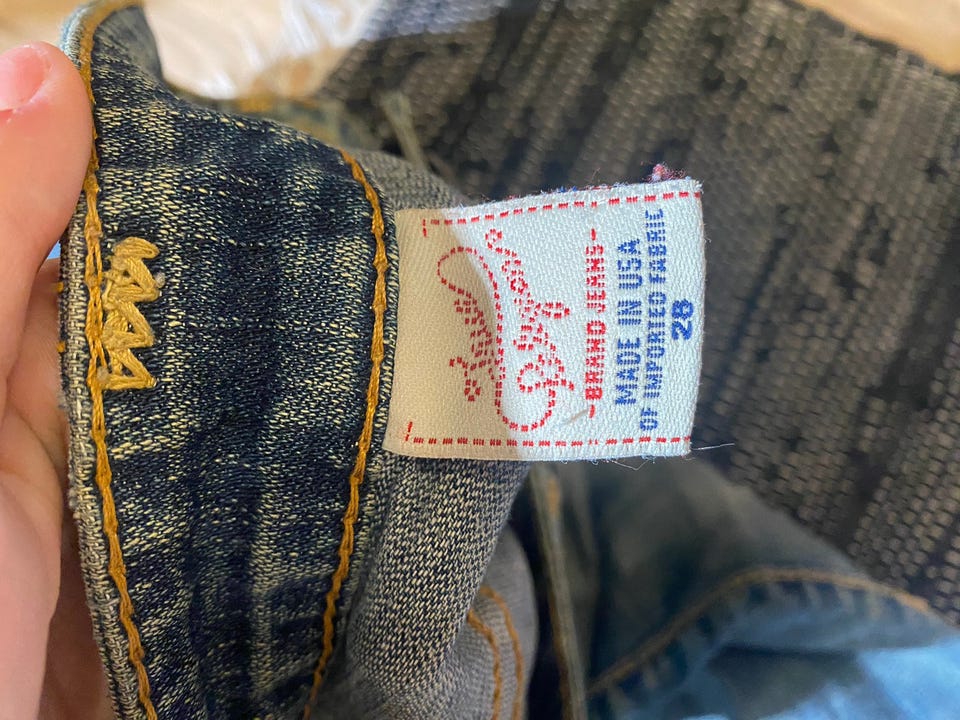 ~BRAND JEANS~
MADE IN USA
OF IMPORTED FABRIC
28